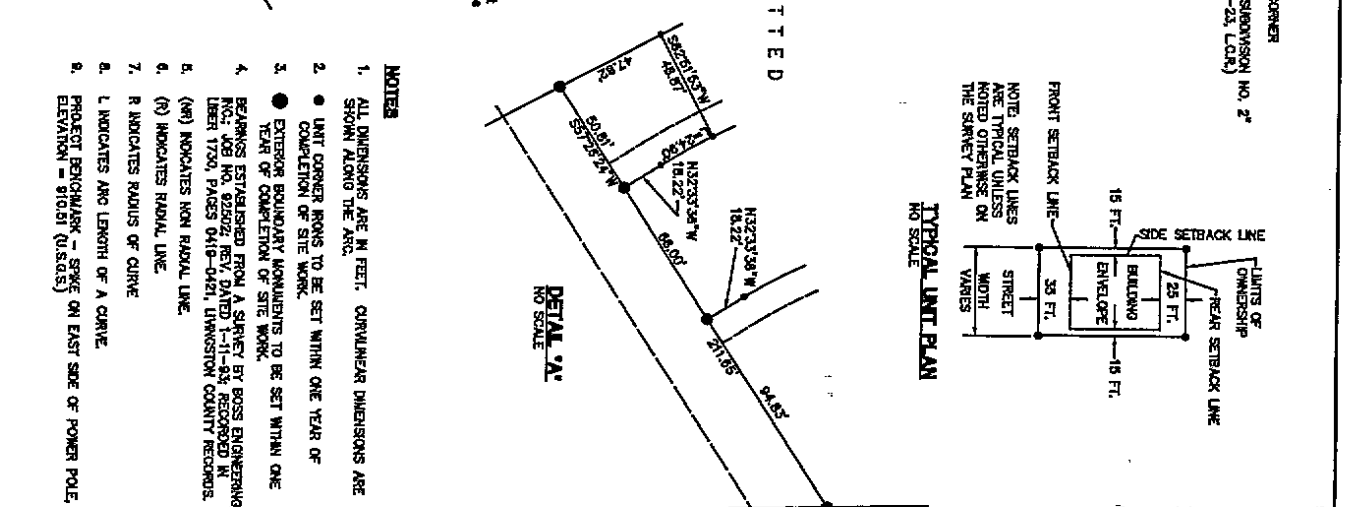 CORNER
SUBDIVISION NO. 2"
-23, L.C.R.)
NOTE: SETBACK LINES
ARE TYPICAL UNLESS
NOTED OTHERWISE ON
THE SURVEY PLAN
FRONT SETBACK LINE
15 FT.
SIDE SETBACK LINE
LIMITS OF
OWNERSHIP
REAR SETBACK LINE
25 FT.
BUILDING
ENVELOPE
35 FT.
STREET
WIDTH
VARIES
15 FT.
TYPICAL UNIT PLAN
NO SCALE
TTED
S62°51'53"W
48.87'
47.82'
24.90'
50.81'
S57°25'24"W
N32°33'38"W
18.22'
N32°33'38"W
18.22'
66.00'
211.65'
94.83'
DETAIL "A"
NO SCALE
NOTES
1. ALL DIMENSIONS ARE IN FEET. CURVILINEAR DIMENSIONS ARE
SHOWN ALONG THE ARC.
2. ● UNIT CORNER IRONS TO BE SET WITHIN ONE YEAR OF
COMPLETION OF SITE WORK.
3. ● EXTERIOR BOUNDARY MONUMENTS TO BE SET WITHIN ONE
YEAR OF COMPLETION OF SITE WORK.
4. BEARINGS ESTABLISHED FROM A SURVEY BY BOSS ENGINEERING
INC.; JOB NO. 92502; REV. DATED 1-11-93; RECORDED IN
LIBER 1730, PAGES 0419-0421, LIVINGSTON COUNTY RECORDS.
5. (NR) INDICATES NON RADIAL LINE.
6. (R) INDICATES RADIAL LINE.
7. R INDICATES RADIUS OF CURVE
8. L INDICATES ARC LENGTH OF A CURVE.
9. PROJECT BENCHMARK - SPIKE ON EAST SIDE OF POWER POLE,
ELEVATION = 910.51 (U.S.G.S.)